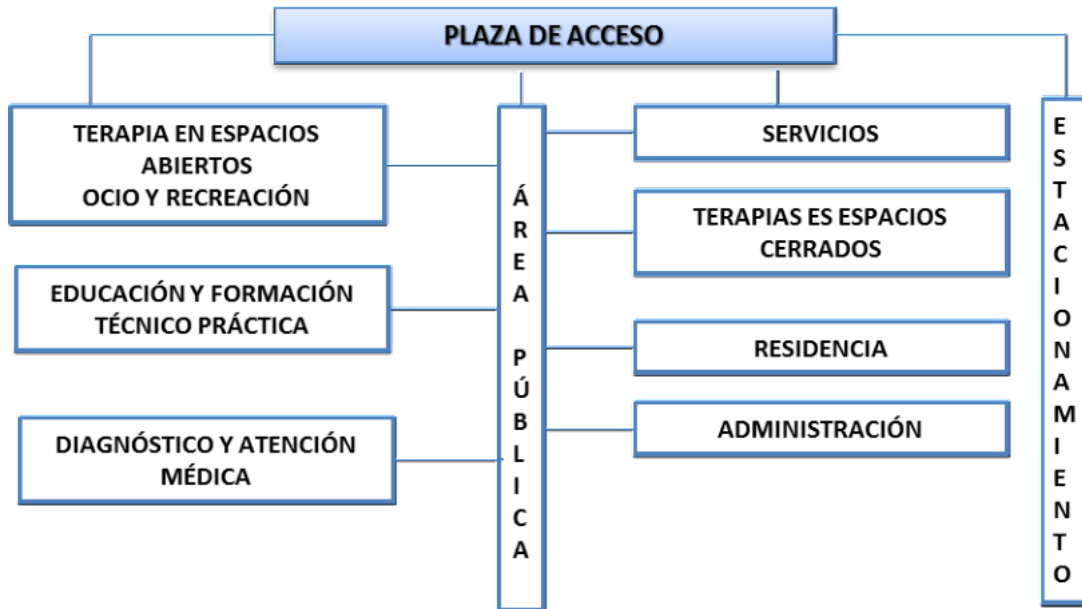 PLAZA DE ACCESO
TERAPIA EN ESPACIOS
ABIERTOS
OCIO Y RECREACIÓN
EDUCACIÓN Y FORMACIÓN
TÉCNICO PRÁCTICA
DIAGNÓSTICO Y ATENCIÓN
MÉDICA
ÁREA PÚBLICA
SERVICIOS
TERAPIAS ES ESPACIOS
CERRADOS
RESIDENCIA
ADMINISTRACIÓN
ESTACIONAMIENTO